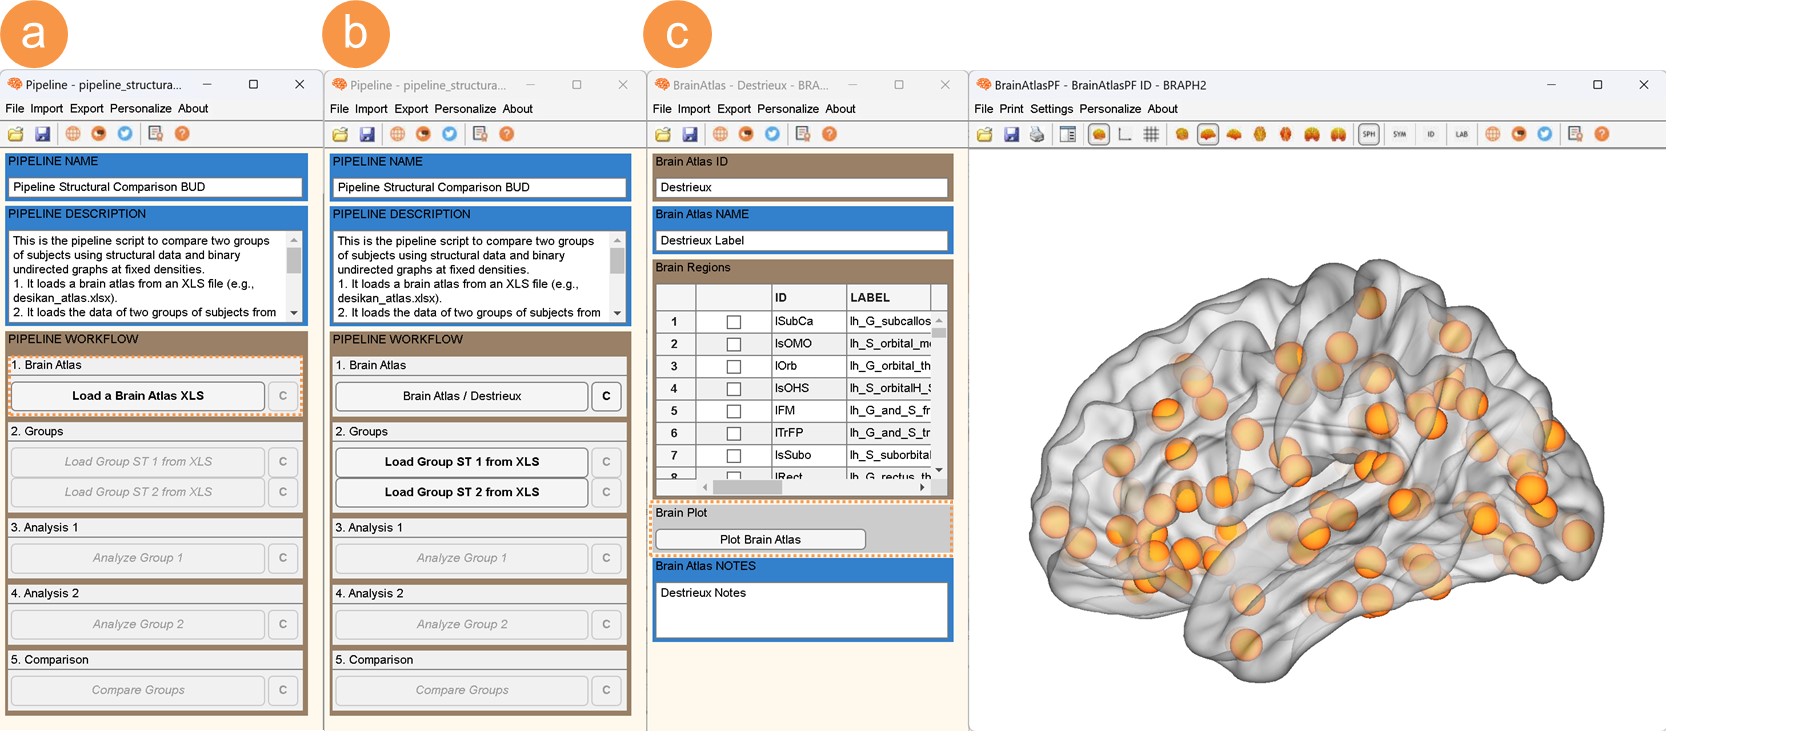 a
b
c
Pipeline - pipeline_structura...
File Import Export Personalize About
PIPELINE NAME
Pipeline Structural Comparison BUD
PIPELINE DESCRIPTION
This is the pipeline script to compare two groups
of subjects using structural data and binary
undirected graphs at fixed densities.
1. It loads a brain atlas from an XLS file (e.g.,
desikan_atlas.xlsx).
2. It loads the data of two groups of subjects from
PIPELINE WORKFLOW
1. Brain Atlas
Load a Brain Atlas XLS C
2. Groups
Load Group ST 1 from XLS C
Load Group ST 2 from XLS C
3. Analysis 1
Analyze Group 1 C
4. Analysis 2
Analyze Group 2 C
5. Comparison
Compare Groups C
Pipeline - pipeline_structura...
File Import Export Personalize About
PIPELINE NAME
Pipeline Structural Comparison BUD
PIPELINE DESCRIPTION
This is the pipeline script to compare two groups
of subjects using structural data and binary
undirected graphs at fixed densities.
1. It loads a brain atlas from an XLS file (e.g.,
desikan_atlas.xlsx).
2. It loads the data of two groups of subjects from
PIPELINE WORKFLOW
1. Brain Atlas
Brain Atlas / Destrieux C
2. Groups
Load Group ST 1 from XLS C
Load Group ST 2 from XLS C
3. Analysis 1
Analyze Group 1 C
4. Analysis 2
Analyze Group 2 C
5. Comparison
Compare Groups C
BrainAtlas - Destrieux - BRA...
File Import Export Personalize About
Brain Atlas ID
Destrieux
Brain Atlas NAME
Destrieux Label
Brain Regions
ID LABEL
1 lSubCa lh_G_subcallos
2 lsOMO lh_S_orbital_m
3 lOrb lh_G_orbital_th
4 lsOHS lh_S_orbitalH_S
5 lFM lh_G_and_S_fr
6 lTrFP lh_G_and_S_tr
7 lsSubo lh_S_suborbital
8 lRect lh_G_rectus_th
Brain Plot
Plot Brain Atlas
Brain Atlas NOTES
Destrieux Notes
BrainAtlasPF - BrainAtlasPF ID - BRAPH2
File Print Settings Personalize About
SPH SYM ID LAB